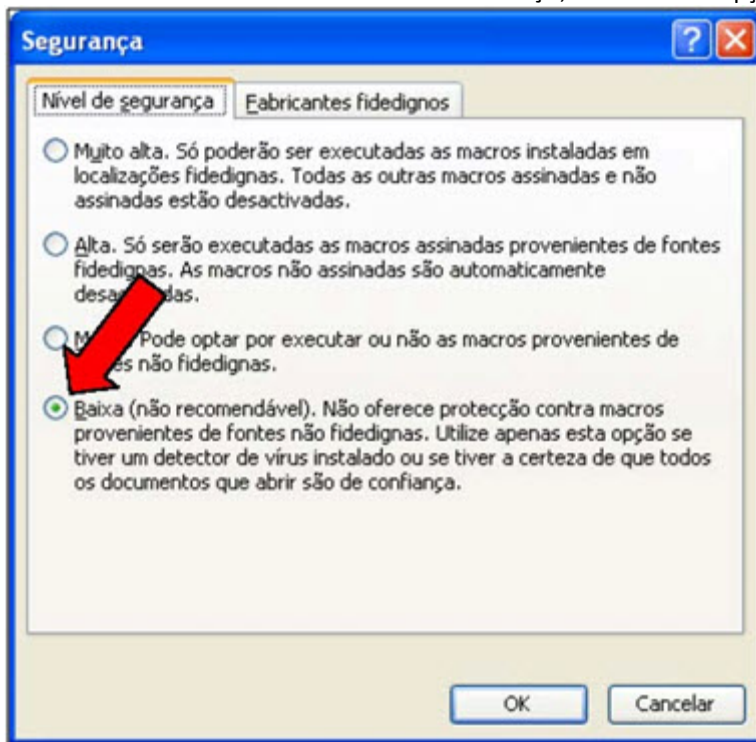 Segurança
Nível de segurança Fabricantes fidedignos
Muito alta. Só poderão ser executadas as macros instaladas em
localizações fidedignas. Todas as outras macros assinadas e não
assinadas estão desactivadas.
Alta. Só serão executadas as macros assinadas provenientes de fontes
fidedignas. As macros não assinadas são automaticamente
Pode optar por executar ou não as macros provenientes de
não fidedignas.
Baixa (não recomendável). Não oferece protecção contra macros
provenientes de fontes não fidedignas. Utilize apenas esta opção se
tiver um detector de vírus instalado ou se tiver a certeza de que todos
os documentos que abrir são de confiança.
OK Cancelar